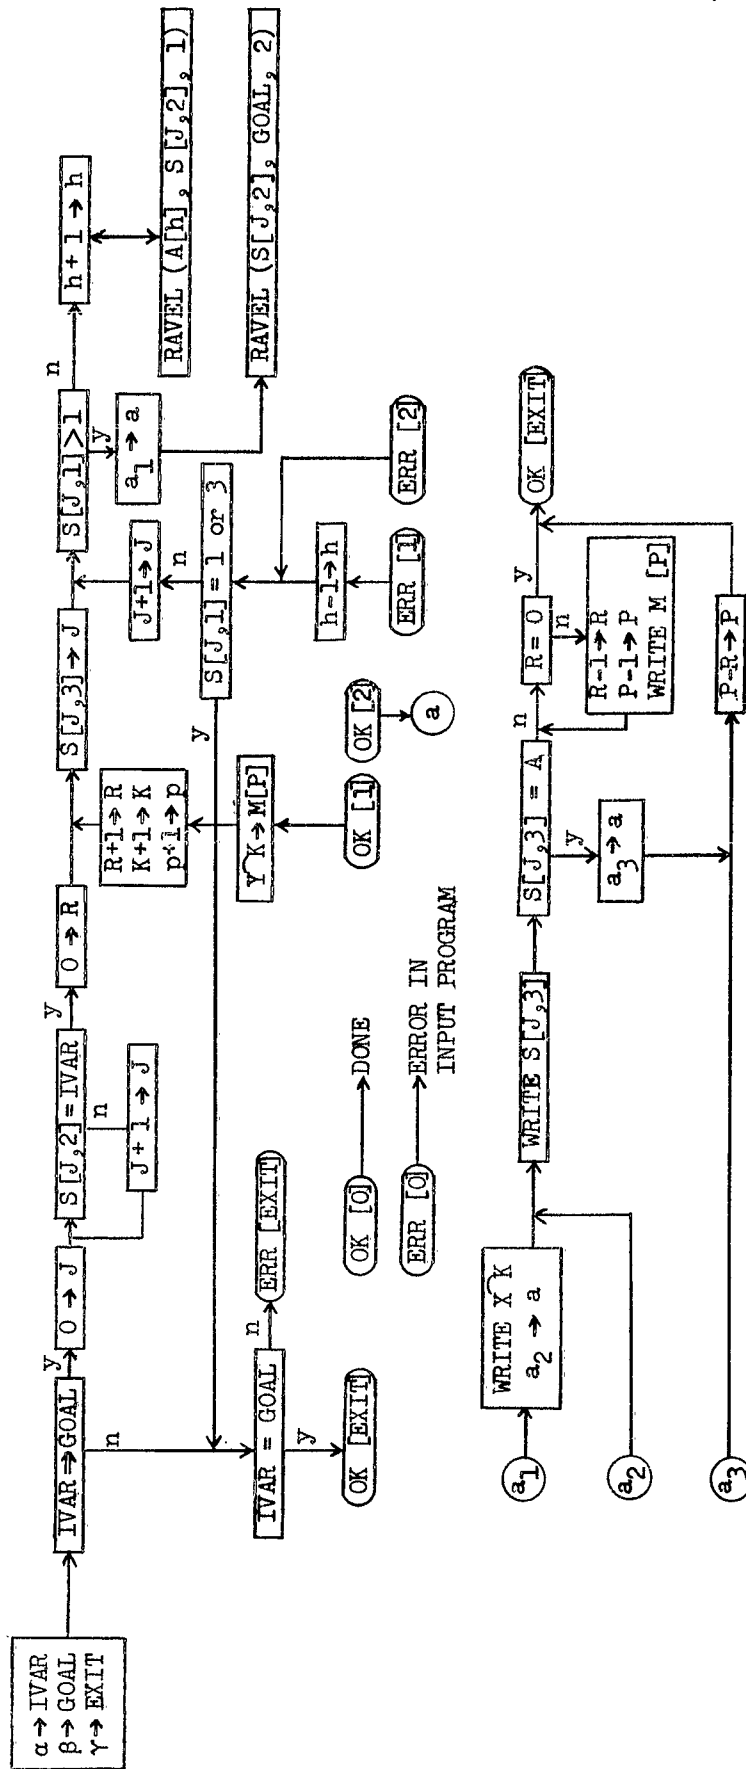 α → IVAR
β → GOAL
γ → EXIT
IVAR ⇒ GOAL
y
n
0 → J
S[J,2] = IVAR
y
n
J + 1 → J
0 → R
R+1 → R
K+1 → K
p+1 → p
Y⁀K → M[P]
OK [1]
S[J,3] → J
J+1 → J
n
S[J,1] = 1 or 3
y
h-1 → h
ERR [1]
ERR [2]
OK [2]
a
S[J,1] > 1
n
y
a₁ → a
h + 1 → h
RAVEL (A[h], S[J,2], 1)
RAVEL (S[J,2], GOAL, 2)
IVAR = GOAL
n
y
ERR [EXIT]
OK [EXIT]
OK [0]
DONE
ERR [0]
ERROR IN
INPUT PROGRAM
a₁
WRITE X⁀K
a₂ → a
a₂
WRITE S[J,3]
S[J,3] = A
n
y
a₃ → a
a₃
R = 0
y
n
R-1 → R
P-1 → P
WRITE M [P]
P-R → P
OK [EXIT]